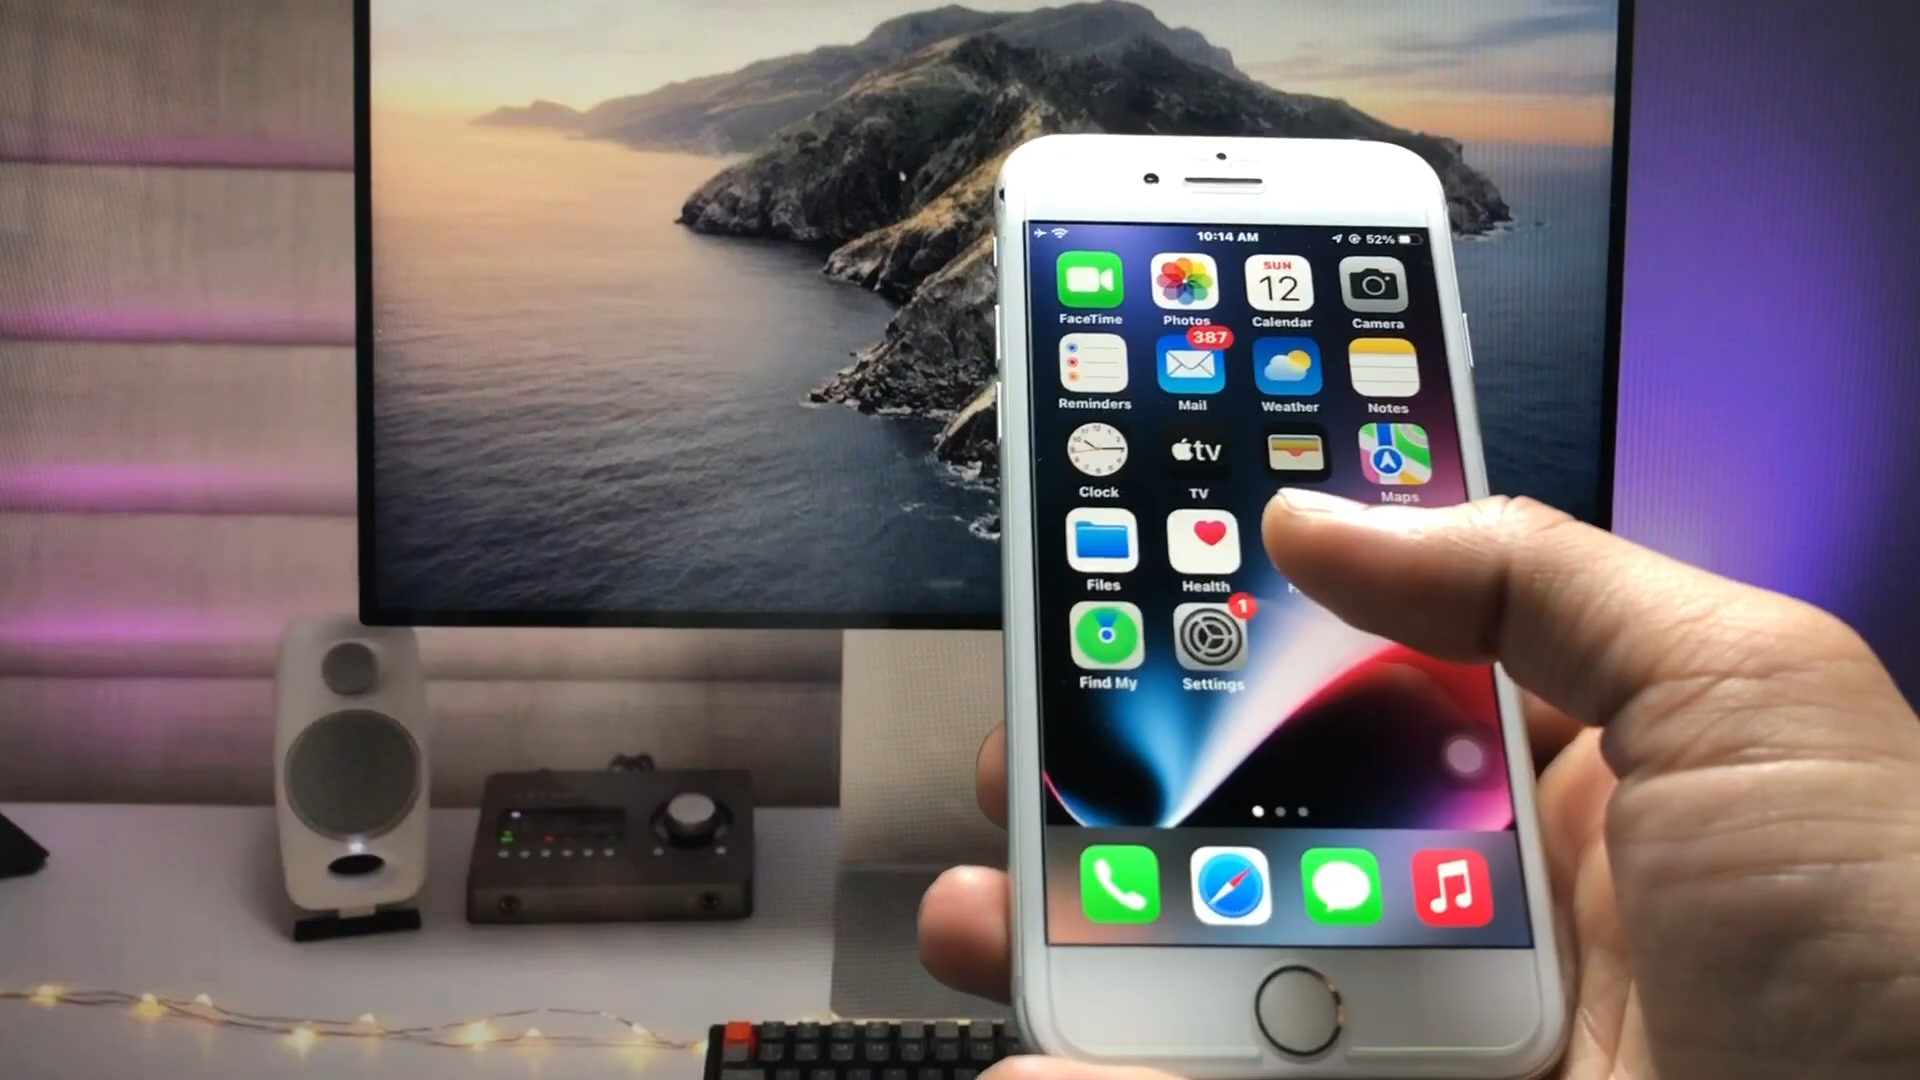 10:14 AM 52%
SUN
12
FaceTime Photos Calendar Camera
387
Reminders Mail Weather Notes
tv
Clock TV Maps
Files Health
1
Find My Settings